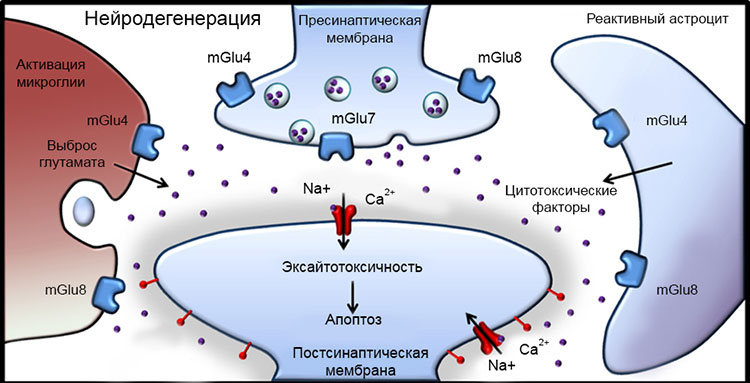 Нейродегенерация
Пресинаптическая
мембрана
Реактивный астроцит
Активация
микроглии
mGlu4
mGlu8
mGlu4
mGlu7
mGlu4
Выброс
глутамата
Na+
Ca2+
Цитотоксические
факторы
Эксайтотоксичность
mGlu8
mGlu8
Апоптоз
Ca2+
Na+
Постсинаптическая
мембрана